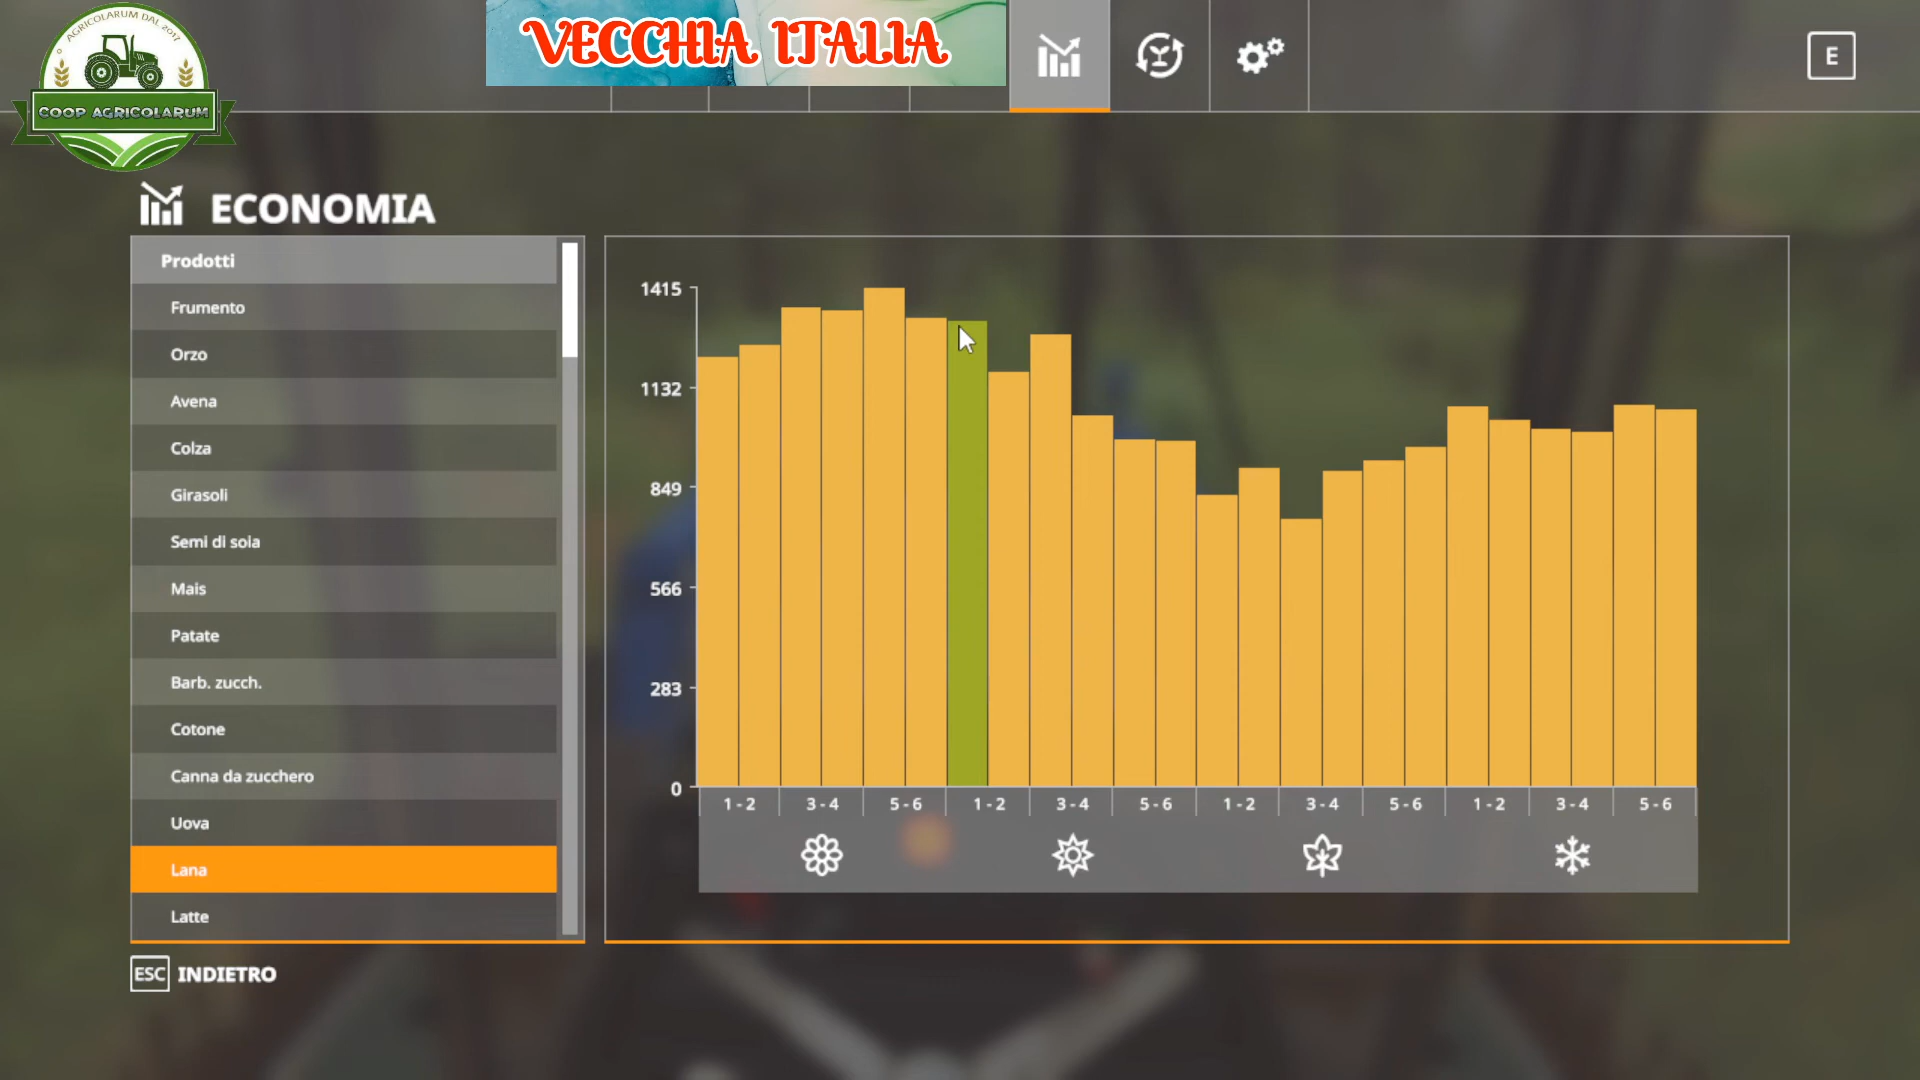 AGRICOLARUM DAL 2017
COOP AGRICOLARUM
VECCHIA ITALIA
E
ECONOMIA
Prodotti
Frumento
Orzo
Avena
Colza
Girasoli
Semi di soia
Mais
Patate
Barb. zucch.
Cotone
Canna da zucchero
Uova
Lana
Latte
1415
1132
849
566
283
0
1 - 2 3 - 4 5 - 6 1 - 2 3 - 4 5 - 6 1 - 2 3 - 4 5 - 6 1 - 2 3 - 4 5 - 6
ESC INDIETRO